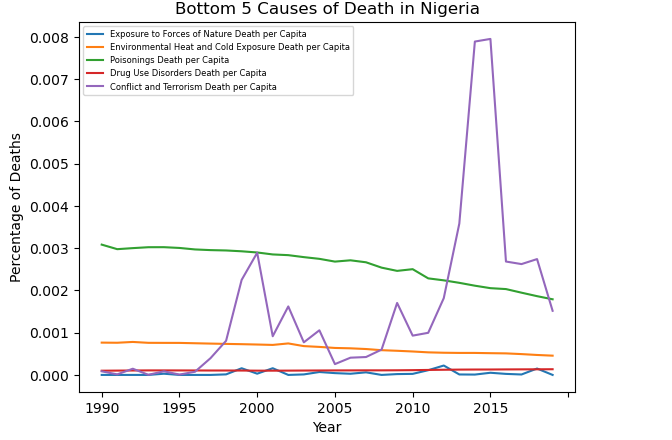 Bottom 5 Causes of Death in Nigeria
Exposure to Forces of Nature Death per Capita
Environmental Heat and Cold Exposure Death per Capita
Poisonings Death per Capita
Drug Use Disorders Death per Capita
Conflict and Terrorism Death per Capita
Percentage of Deaths
0.008
0.007
0.006
0.005
0.004
0.003
0.002
0.001
0.000
1990 1995 2000 2005 2010 2015
Year